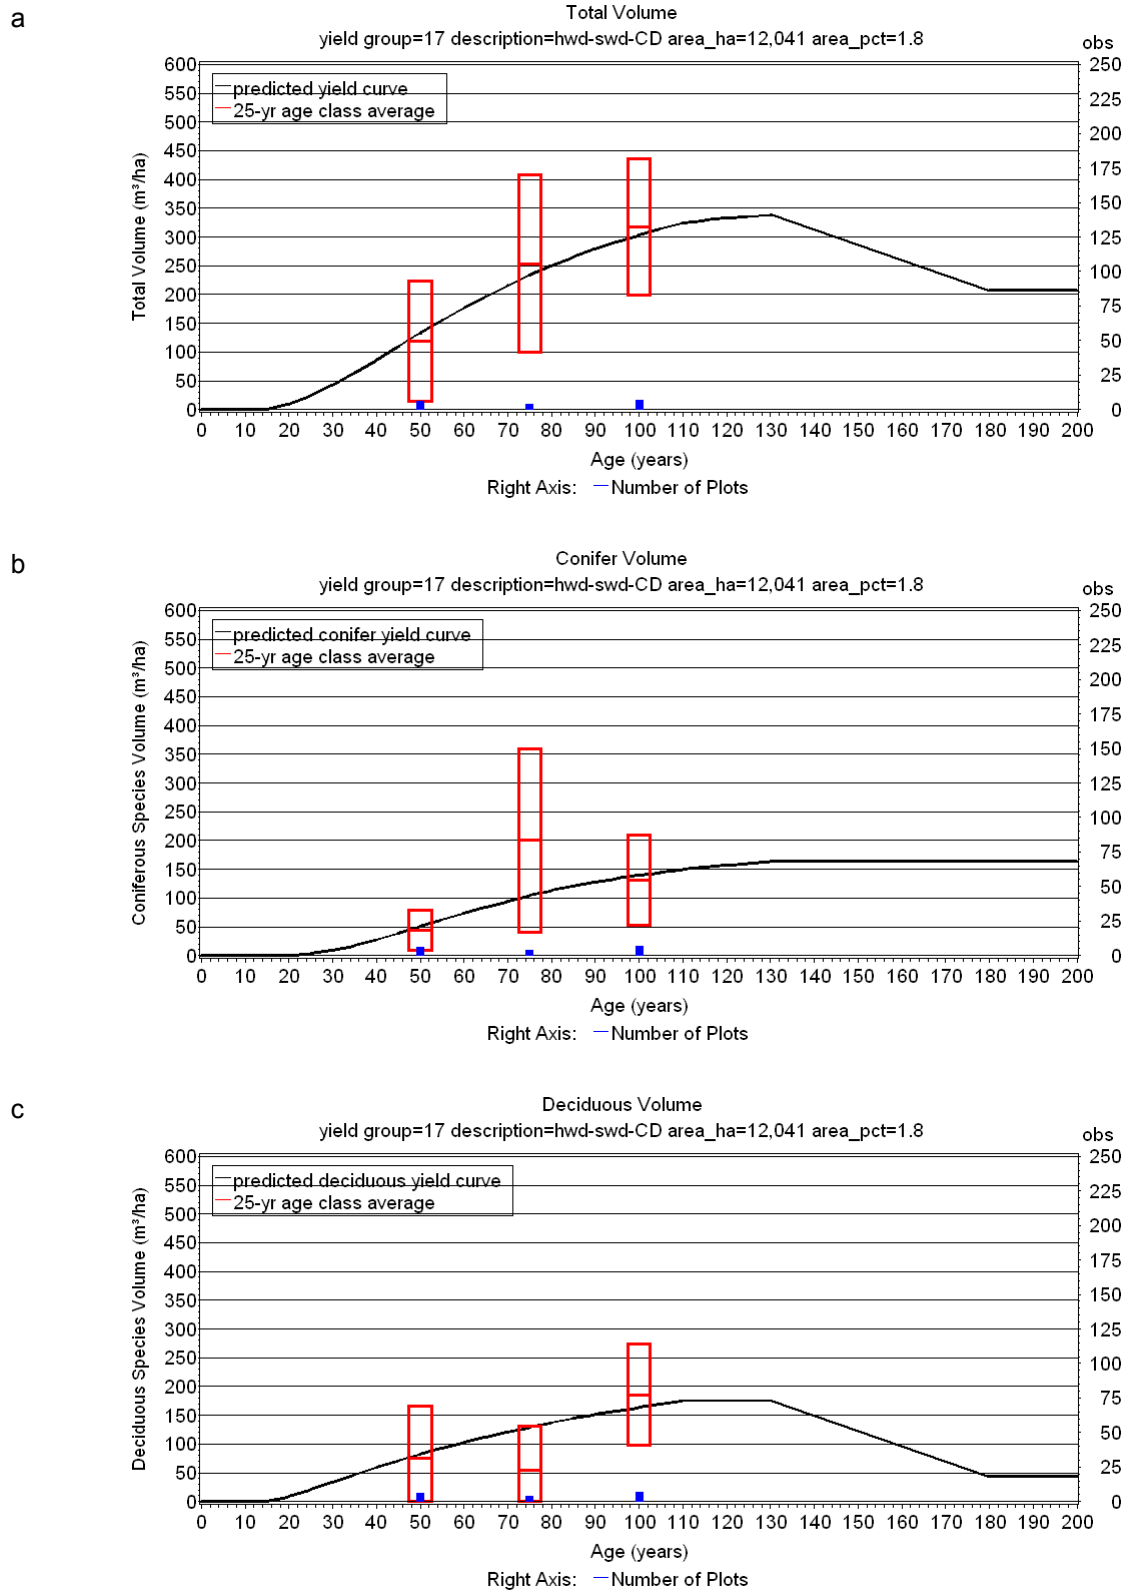 a
Total Volume
yield group=17 description=hwd-swd-CD area_ha=12,041 area_pct=1.8
obs
600
550
500
450
400
350
300
250
200
150
100
50
0
Total Volume (m³/ha)
predicted yield curve
25-yr age class average
250
225
200
175
150
125
100
75
50
25
0
0 10 20 30 40 50 60 70 80 90 100 110 120 130 140 150 160 170 180 190 200
Age (years)
Right Axis: Number of Plots
b
Conifer Volume
yield group=17 description=hwd-swd-CD area_ha=12,041 area_pct=1.8
obs
600
550
500
450
400
350
300
250
200
150
100
50
0
Coniferous Species Volume (m³/ha)
predicted conifer yield curve
25-yr age class average
250
225
200
175
150
125
100
75
50
25
0
0 10 20 30 40 50 60 70 80 90 100 110 120 130 140 150 160 170 180 190 200
Age (years)
Right Axis: Number of Plots
c
Deciduous Volume
yield group=17 description=hwd-swd-CD area_ha=12,041 area_pct=1.8
obs
600
550
500
450
400
350
300
250
200
150
100
50
0
Deciduous Species Volume (m³/ha)
predicted deciduous yield curve
25-yr age class average
250
225
200
175
150
125
100
75
50
25
0
0 10 20 30 40 50 60 70 80 90 100 110 120 130 140 150 160 170 180 190 200
Age (years)
Right Axis: Number of Plots